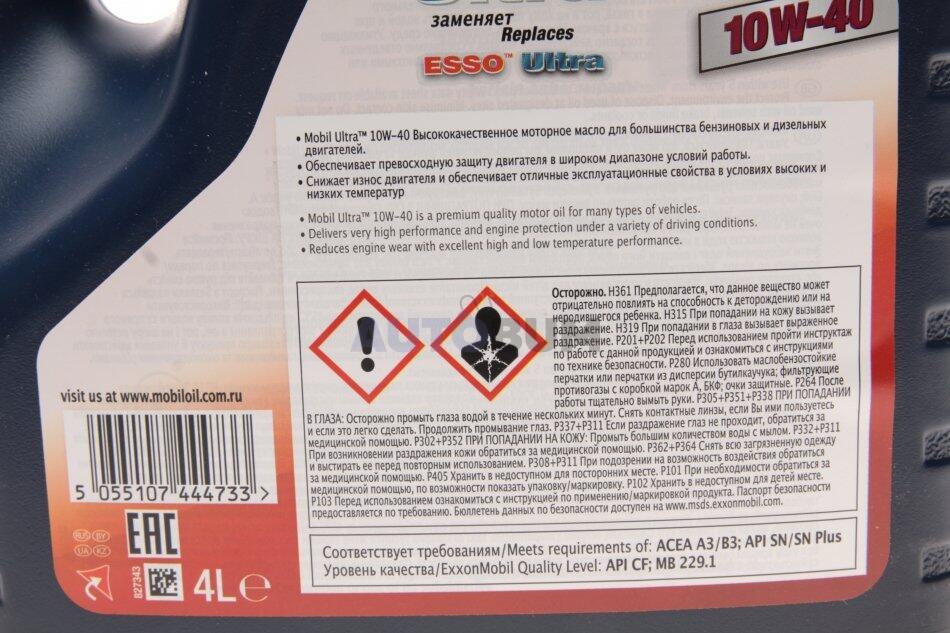 Ultra
10W-40
заменяет
Replaces
ESSO™ Ultra
• Mobil Ultra™ 10W-40 Высококачественное моторное масло для большинства бензиновых и дизельных
двигателей.
• Обеспечивает превосходную защиту двигателя в широком диапазоне условий работы.
• Снижает износ двигателя и обеспечивает отличные эксплуатационные свойства в условиях высоких и
низких температур
• Mobil Ultra™ 10W-40 is a premium quality motor oil for many types of vehicles.
• Delivers very high performance and engine protection under a variety of driving conditions.
• Reduces engine wear with excellent high and low temperature performance.
AUTOBUDE
Осторожно. H361 Предполагается, что данное вещество может
отрицательно повлиять на способность к деторождению или на
неродившегося ребенка. H315 При попадании на кожу вызывает
раздражение. H319 При попадании в глаза вызывает выраженное
раздражение. P201+P202 Перед использованием пройти инструктаж
по работе с данной продукцией и ознакомиться с инструкциями
по технике безопасности. P280 Использовать маслобензостойкие
перчатки или перчатки из дисперсии бутилкаучука; фильтрующие
противогазы с коробкой марок А, БКФ; очки защитные. P264 После
работы тщательно вымыть руки. P305+P351+P338 ПРИ ПОПАДАНИИ
В ГЛАЗА: Осторожно промыть глаза водой в течение нескольких минут. Снять контактные линзы, если Вы ими пользуетесь
и если это легко сделать. Продолжить промывание глаз. P337+P311 Если раздражение глаз не проходит, обратиться за
медицинской помощью. P302+P352 ПРИ ПОПАДАНИИ НА КОЖУ: Промыть большим количеством воды с мылом. P332+P311
При возникновении раздражения кожи обратиться за медицинской помощью. P362+P364 Снять всю загрязненную одежду
и выстирать ее перед повторным использованием. P308+P311 При подозрении на возможность воздействия обратиться
за медицинской помощью. P405 Хранить в недоступном для посторонних месте. P101 При необходимости обратиться за
медицинской помощью, по возможности показать упаковку/маркировку. P102 Хранить в недоступном для детей месте.
P103 Перед использованием ознакомиться с инструкцией по применению/маркировкой продукта. Паспорт безопасности
предоставляется по требованию. Бюллетень данных по безопасности доступен на www.msds.exxonmobil.com.
visit us at www.mobiloil.com.ru
5 055107 444733 >
RUS BY
UA KZ
EAC
827343
4L℮
Соответствует требованиям/Meets requirements of: ACEA A3/B3; API SN/SN Plus
Уровень качества/ExxonMobil Quality Level: API CF; MB 229.1